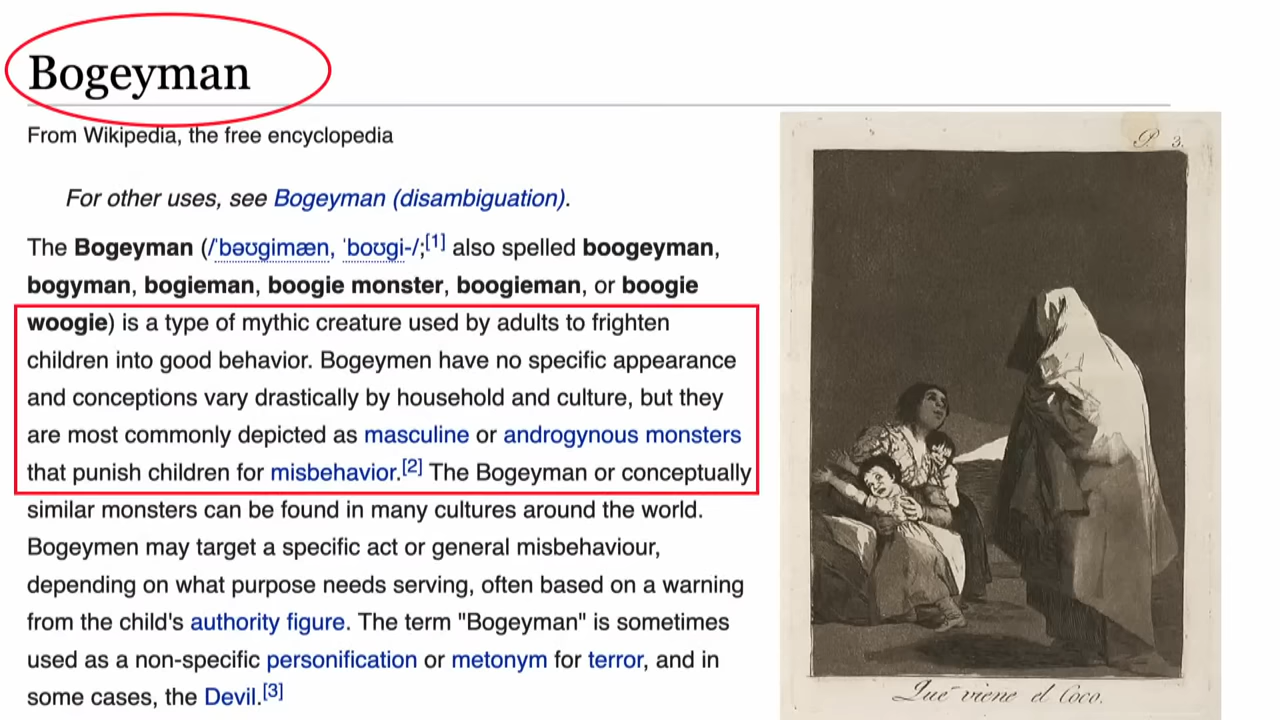 Bogeyman
From Wikipedia, the free encyclopedia
For other uses, see Bogeyman (disambiguation).
The Bogeyman (/ˈbəʊɡimæn, ˈboʊɡi-/;[1] also spelled boogeyman,
bogyman, bogieman, boogie monster, boogieman, or boogie
woogie) is a type of mythic creature used by adults to frighten
children into good behavior. Bogeymen have no specific appearance
and conceptions vary drastically by household and culture, but they
are most commonly depicted as masculine or androgynous monsters
that punish children for misbehavior.[2] The Bogeyman or conceptually
similar monsters can be found in many cultures around the world.
Bogeymen may target a specific act or general misbehaviour,
depending on what purpose needs serving, often based on a warning
from the child's authority figure. The term "Bogeyman" is sometimes
used as a non-specific personification or metonym for terror, and in
some cases, the Devil.[3]
P. 3.
Que viene el Coco.